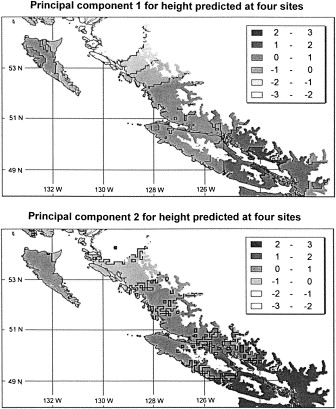 Principal component 1 for height predicted at four sites
2 - 3
1 - 2
0 - 1
-1 - 0
-2 - -1
-3 - -2
53 N
51 N
49 N
132 W
130 W
128 W
126 W
Principal component 2 for height predicted at four sites
2 - 3
1 - 2
0 - 1
-1 - 0
-2 - -1
-3 - -2
53 N
51 N
49 N
132 W
130 W
128 W
126 W